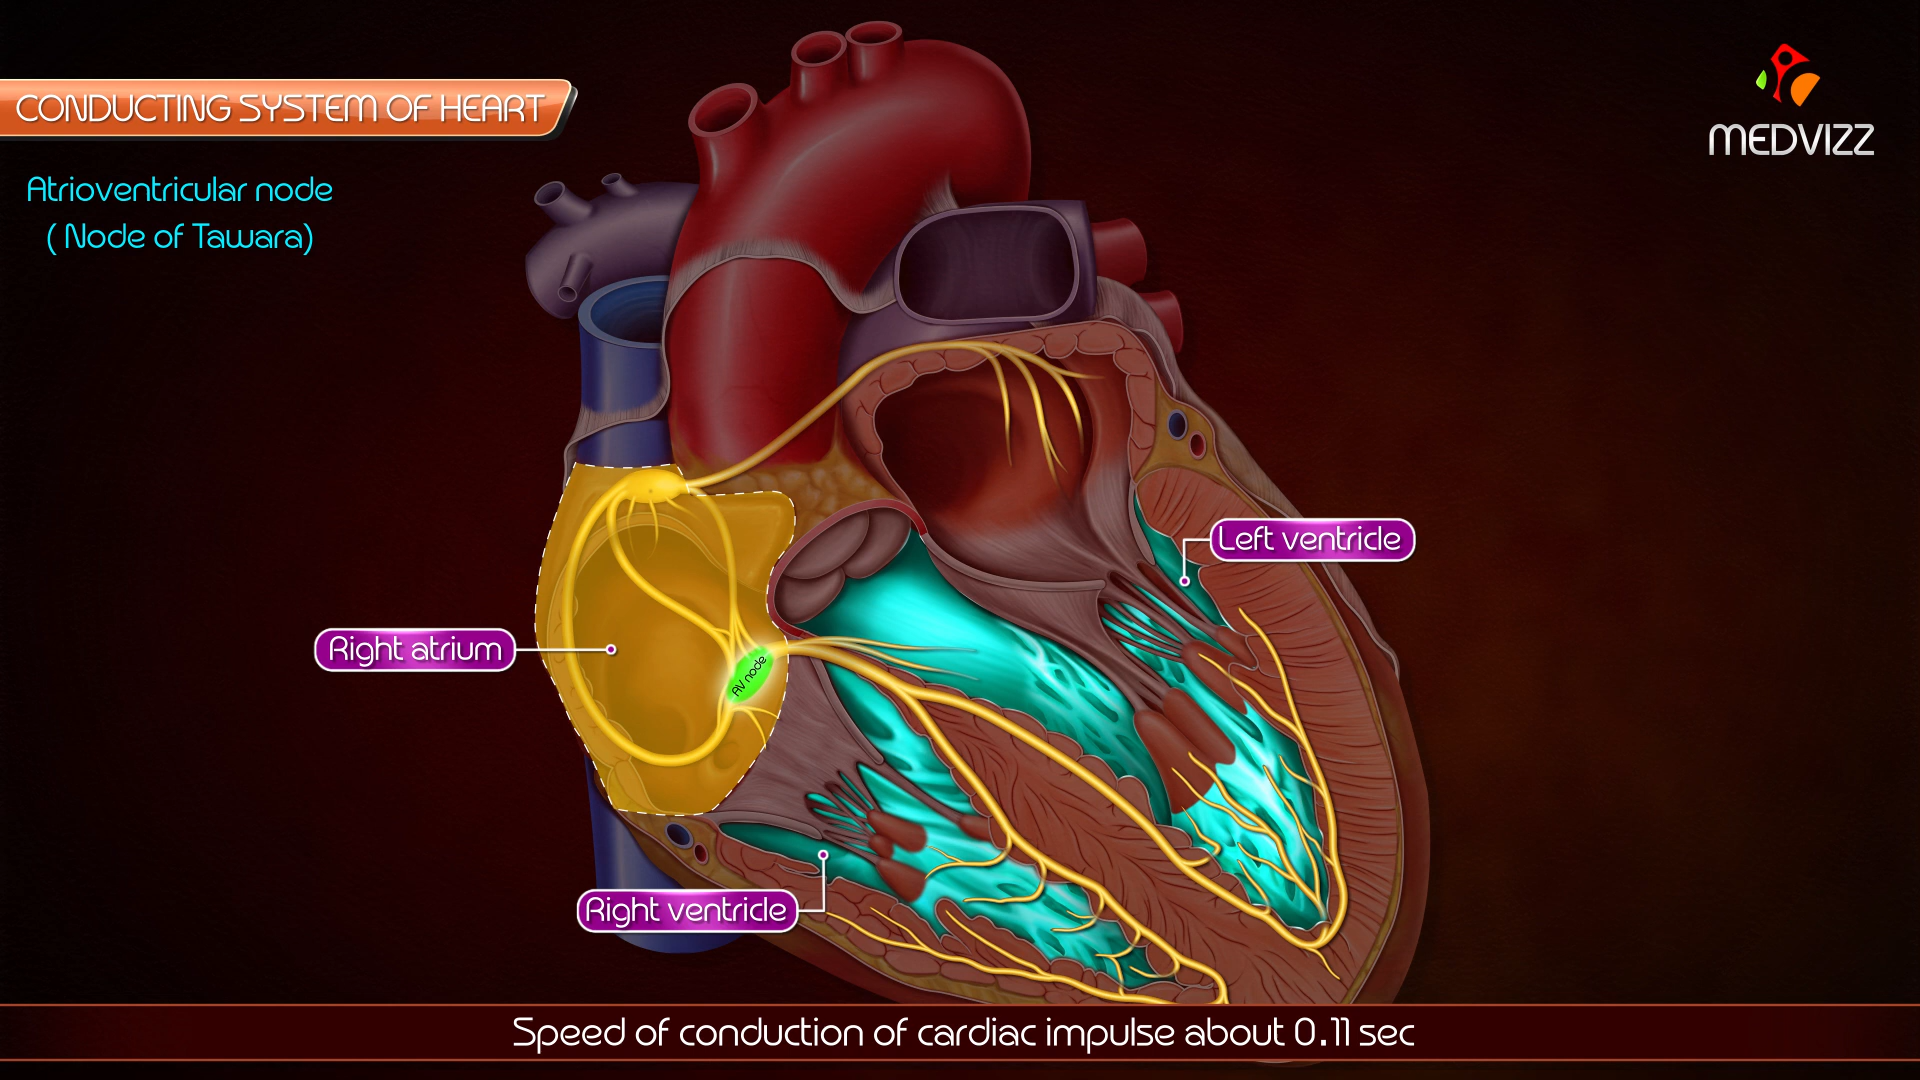 CONDUCTING SYSTEM OF HEART
MEDVIZZ
Atrioventricular node
( Node of Tawara)
Left ventricle
Right atrium
AV node
Right ventricle
Speed of conduction of cardiac impulse about 0.11 sec